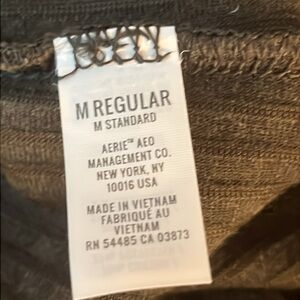 M REGULAR
M STANDARD
AERIE™ AEO
MANAGEMENT CO.
NEW YORK, NY
10016 USA
MADE IN VIETNAM
FABRIQUÉ AU
VIETNAM
RN 54485 CA 03873